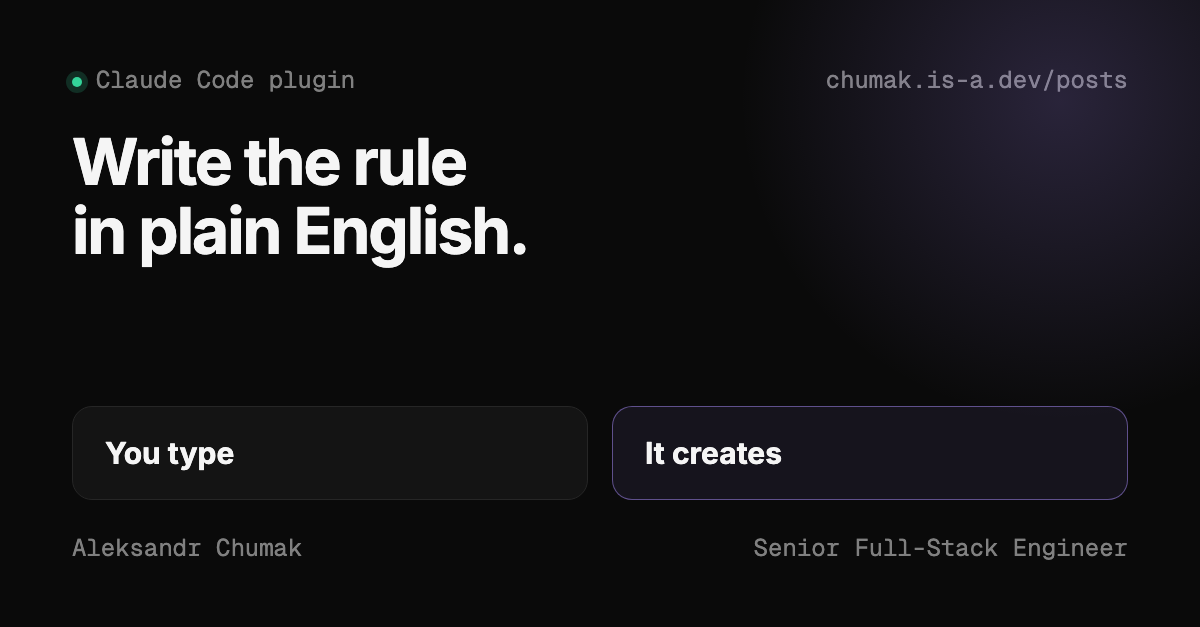 Claude Code plugin
chumak.is-a.dev/posts
Write the rule
in plain English.
You type
It creates
Aleksandr Chumak
Senior Full-Stack Engineer